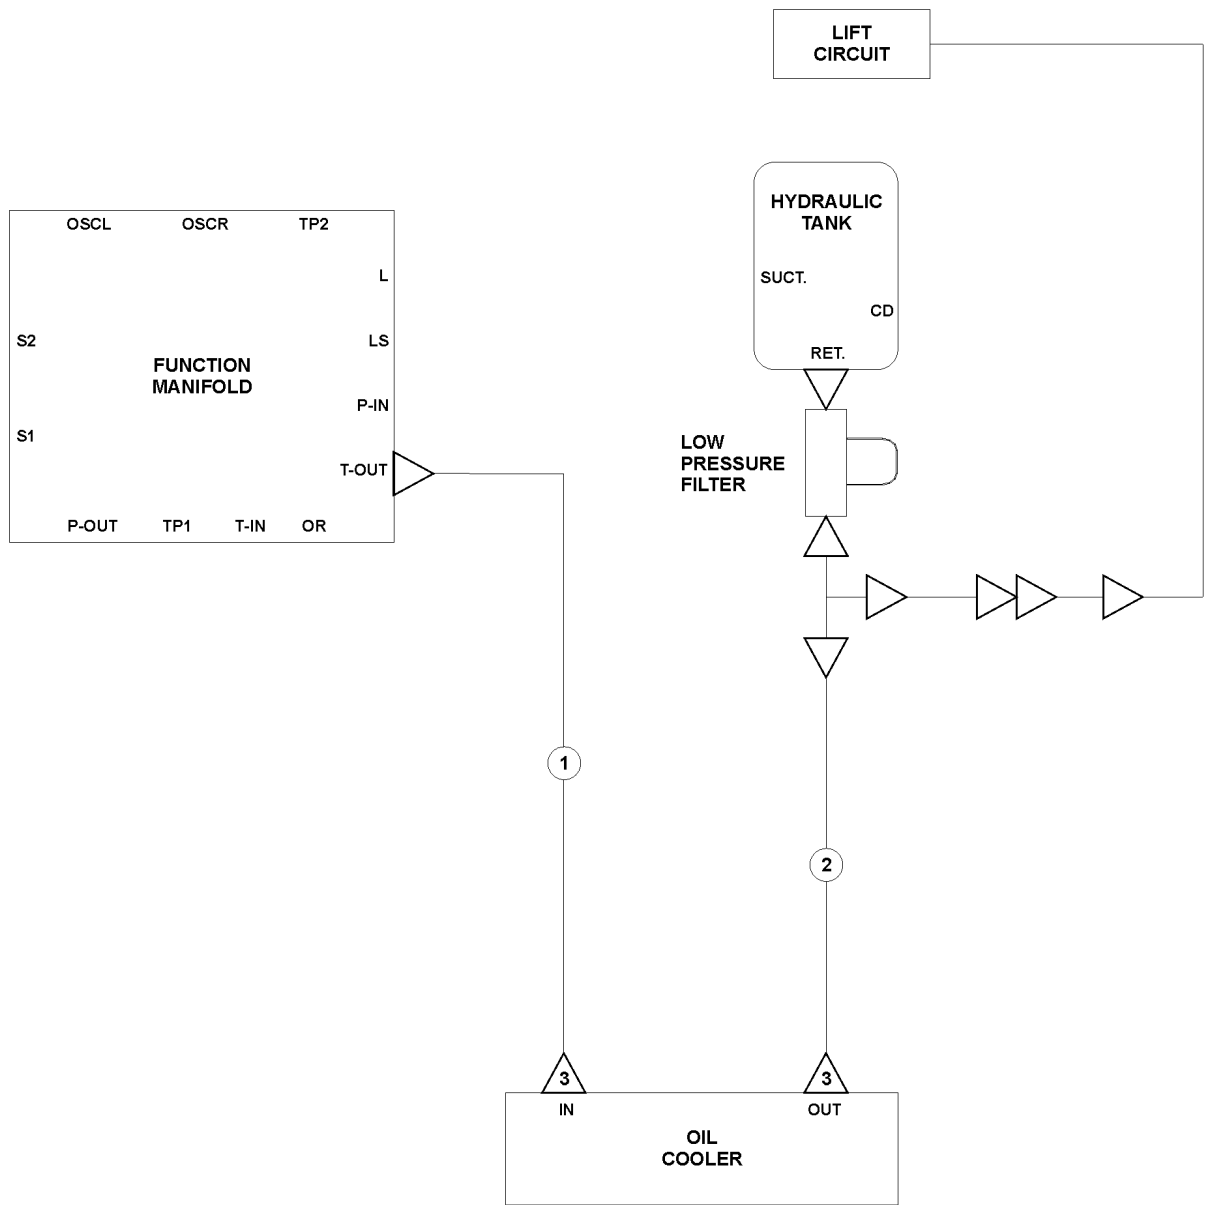 LIFT
CIRCUIT
HYDRAULIC
TANK
SUCT.
CD
RET.
OSCL
OSCR
TP2
L
S2
LS
FUNCTION
MANIFOLD
P-IN
S1
T-OUT
P-OUT
TP1
T-IN
OR
LOW
PRESSURE
FILTER
1
2
3
3
IN
OUT
OIL
COOLER